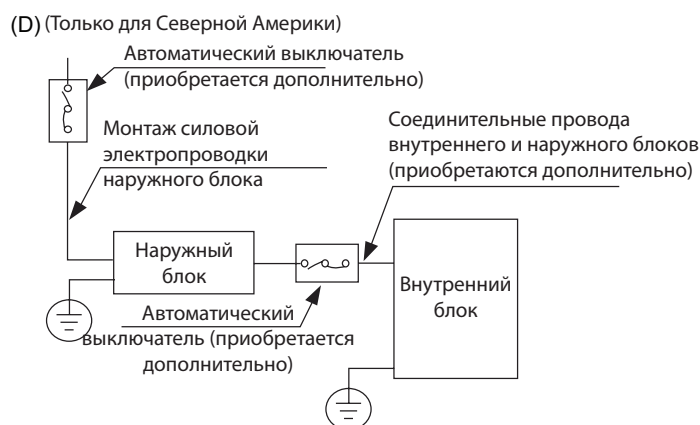 (D) (Только для Северной Америки)
Автоматический выключатель
(приобретается дополнительно)
Монтаж силовой
электропроводки
наружного блока
Соединительные провода
внутреннего и наружного блоков
(приобретаются дополнительно)
Наружный
блок
Внутренний
блок
Автоматический
выключатель (приобретается
дополнительно)